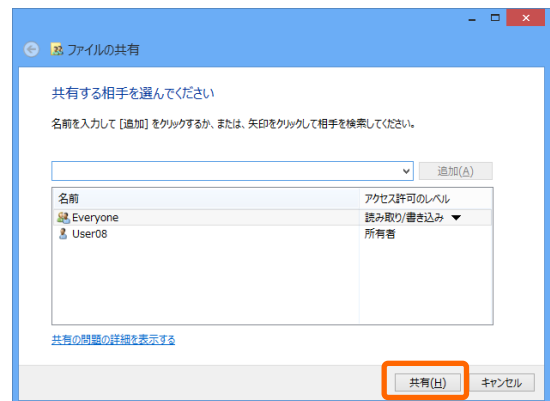 ファイルの共有
共有する相手を選んでください
名前を入力して [追加] をクリックするか、または、矢印をクリックして相手を検索してください。
追加(A)
名前 アクセス許可のレベル
Everyone 読み取り/書き込み ▼
User08 所有者
共有の問題の詳細を表示する
共有(H) キャンセル